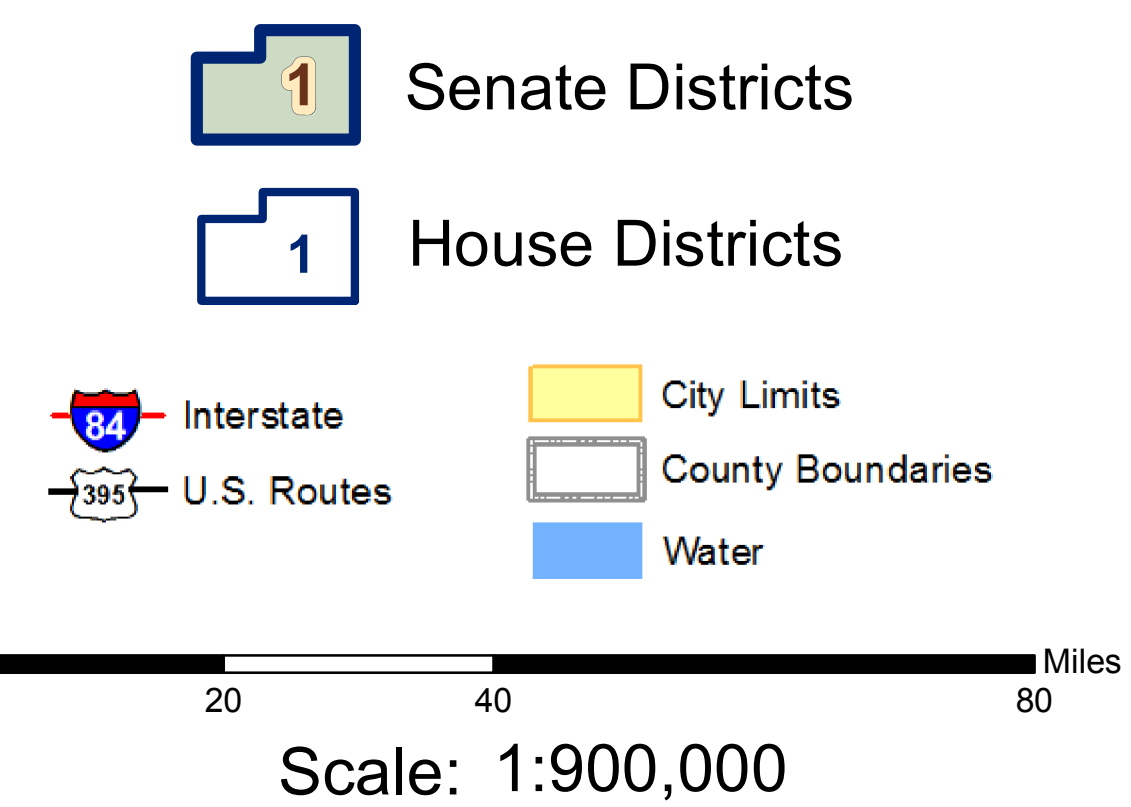 1 Senate Districts
1 House Districts
84 Interstate
395 U.S. Routes
City Limits
County Boundaries
Water
Miles
20 40 80
Scale: 1:900,000